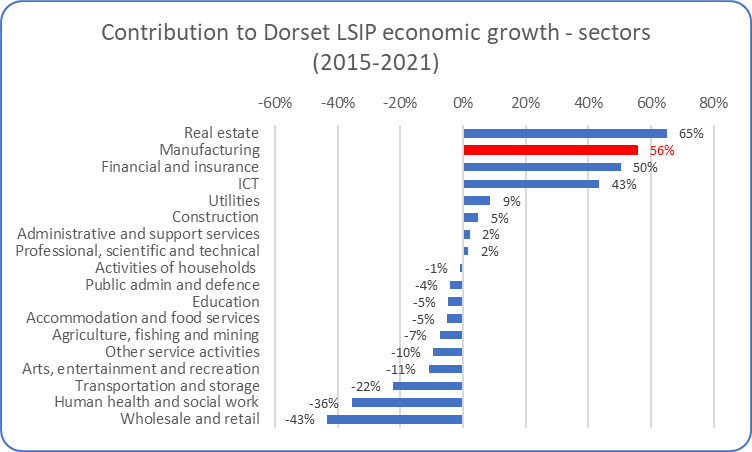 Contribution to Dorset LSIP economic growth - sectors
(2015-2021)
-60% -40% -20% 0% 20% 40% 60% 80%
Real estate 65%
Manufacturing 56%
Financial and insurance 50%
ICT 43%
Utilities 9%
Construction 5%
Administrative and support services 2%
Professional, scientific and technical 2%
Activities of households -1%
Public admin and defence -4%
Education -5%
Accommodation and food services -5%
Agriculture, fishing and mining -7%
Other service activities -10%
Arts, entertainment and recreation -11%
Transportation and storage -22%
Human health and social work -36%
Wholesale and retail -43%